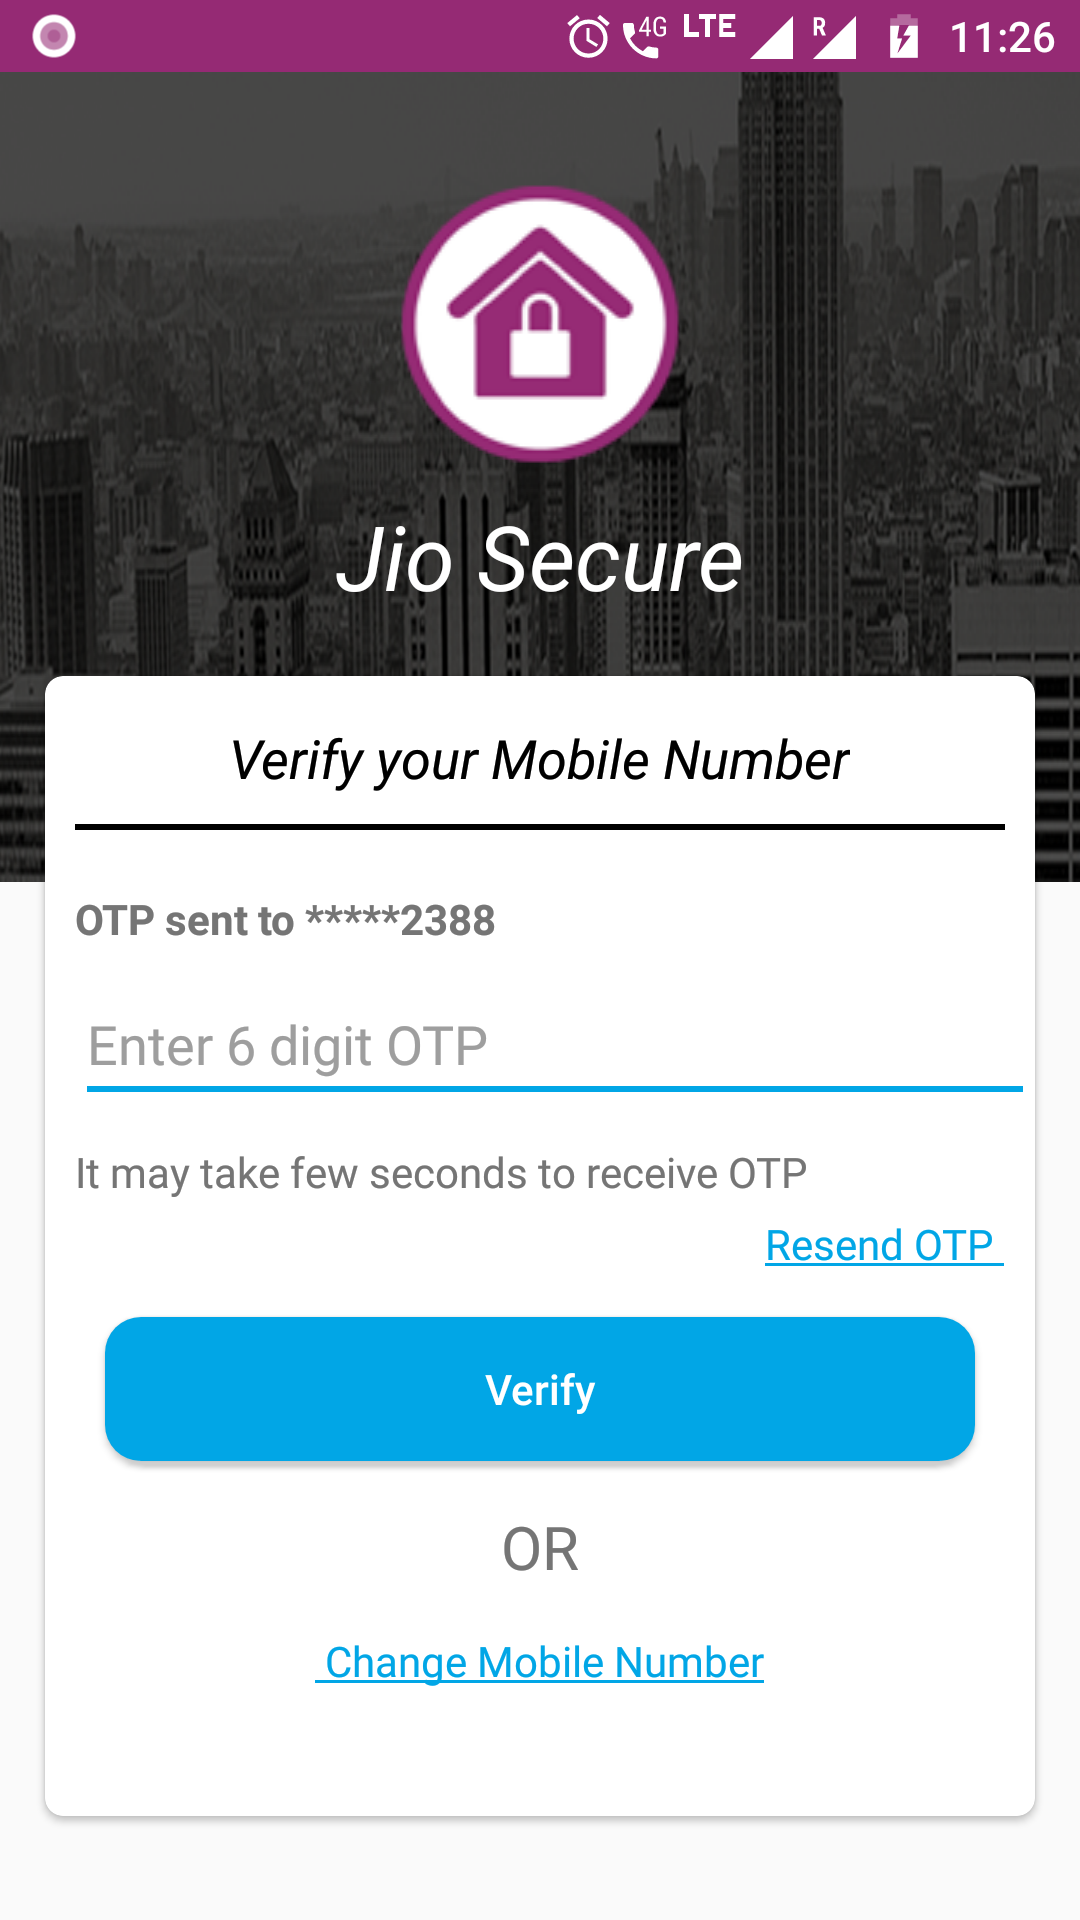 4G LTE R 11:26
Jio Secure
Verify your Mobile Number
OTP sent to *****2388
Enter 6 digit OTP
It may take few seconds to receive OTP
Resend OTP
Verify
OR
Change Mobile Number